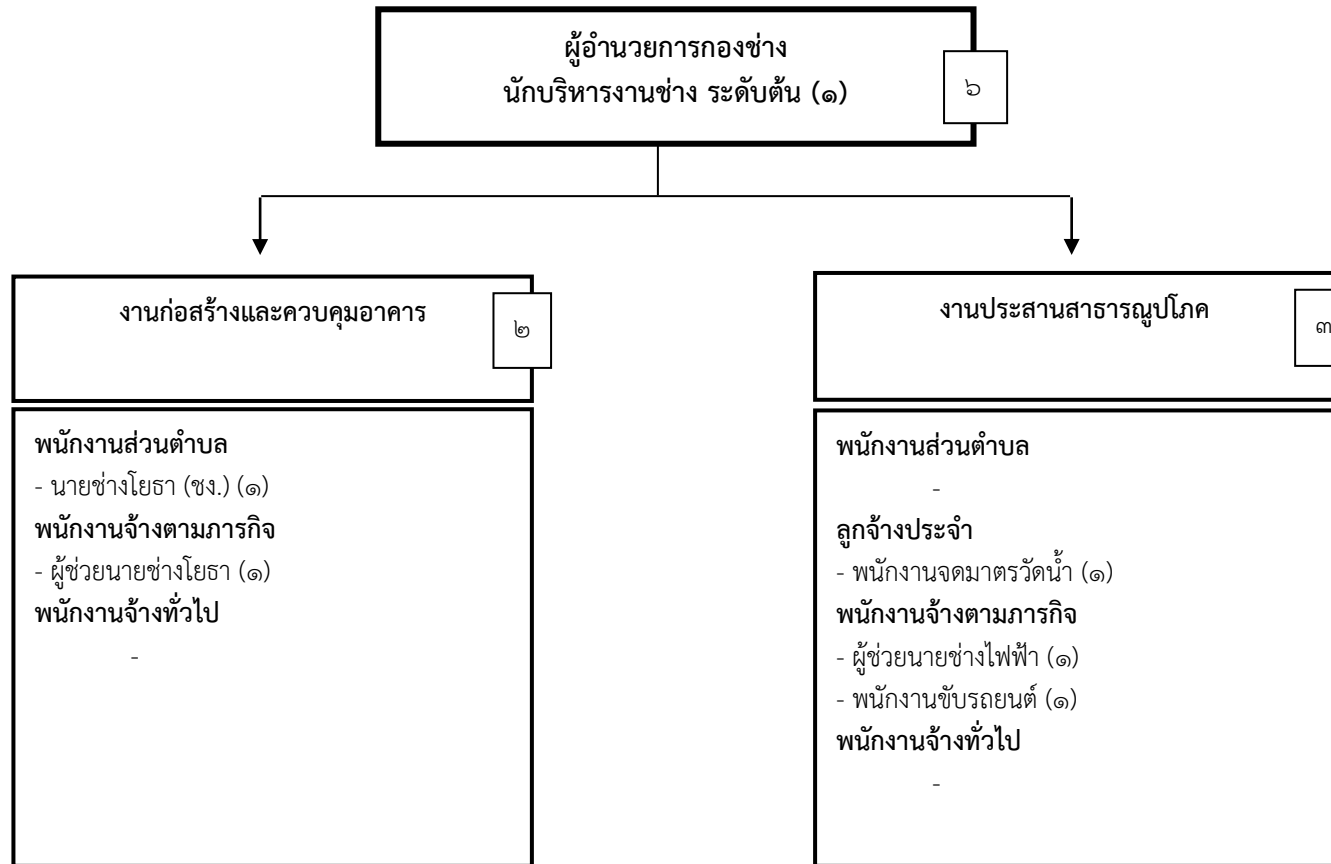 ผู้อำนวยการกองช่าง
นักบริหารงานช่าง ระดับต้น (๑)
๖
งานก่อสร้างและควบคุมอาคาร
๒
พนักงานส่วนตำบล
- นายช่างโยธา (ชง.) (๑)
พนักงานจ้างตามภารกิจ
- ผู้ช่วยนายช่างโยธา (๑)
พนักงานจ้างทั่วไป
-
งานประสานสาธารณูปโภค
๓
พนักงานส่วนตำบล
-
ลูกจ้างประจำ
- พนักงานจดมาตรวัดน้ำ (๑)
พนักงานจ้างตามภารกิจ
- ผู้ช่วยนายช่างไฟฟ้า (๑)
- พนักงานขับรถยนต์ (๑)
พนักงานจ้างทั่วไป
-